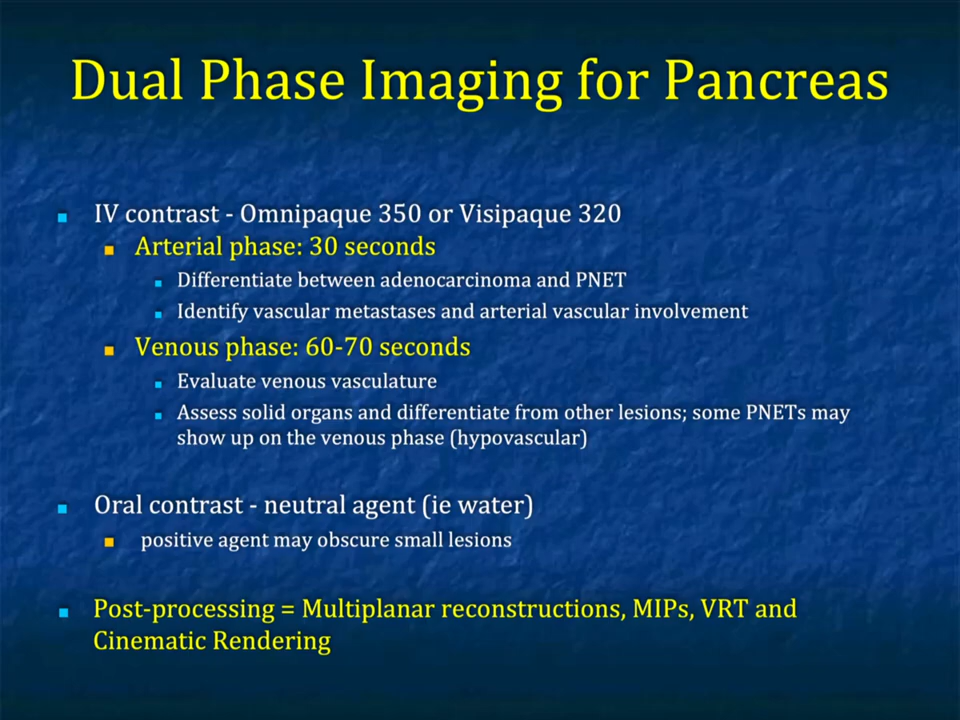 Dual Phase Imaging for Pancreas
IV contrast - Omnipaque 350 or Visipaque 320
Arterial phase: 30 seconds
Differentiate between adenocarcinoma and PNET
Identify vascular metastases and arterial vascular involvement
Venous phase: 60-70 seconds
Evaluate venous vasculature
Assess solid organs and differentiate from other lesions; some PNETs may
show up on the venous phase (hypovascular)
Oral contrast - neutral agent (ie water)
positive agent may obscure small lesions
Post-processing = Multiplanar reconstructions, MIPs, VRT and
Cinematic Rendering